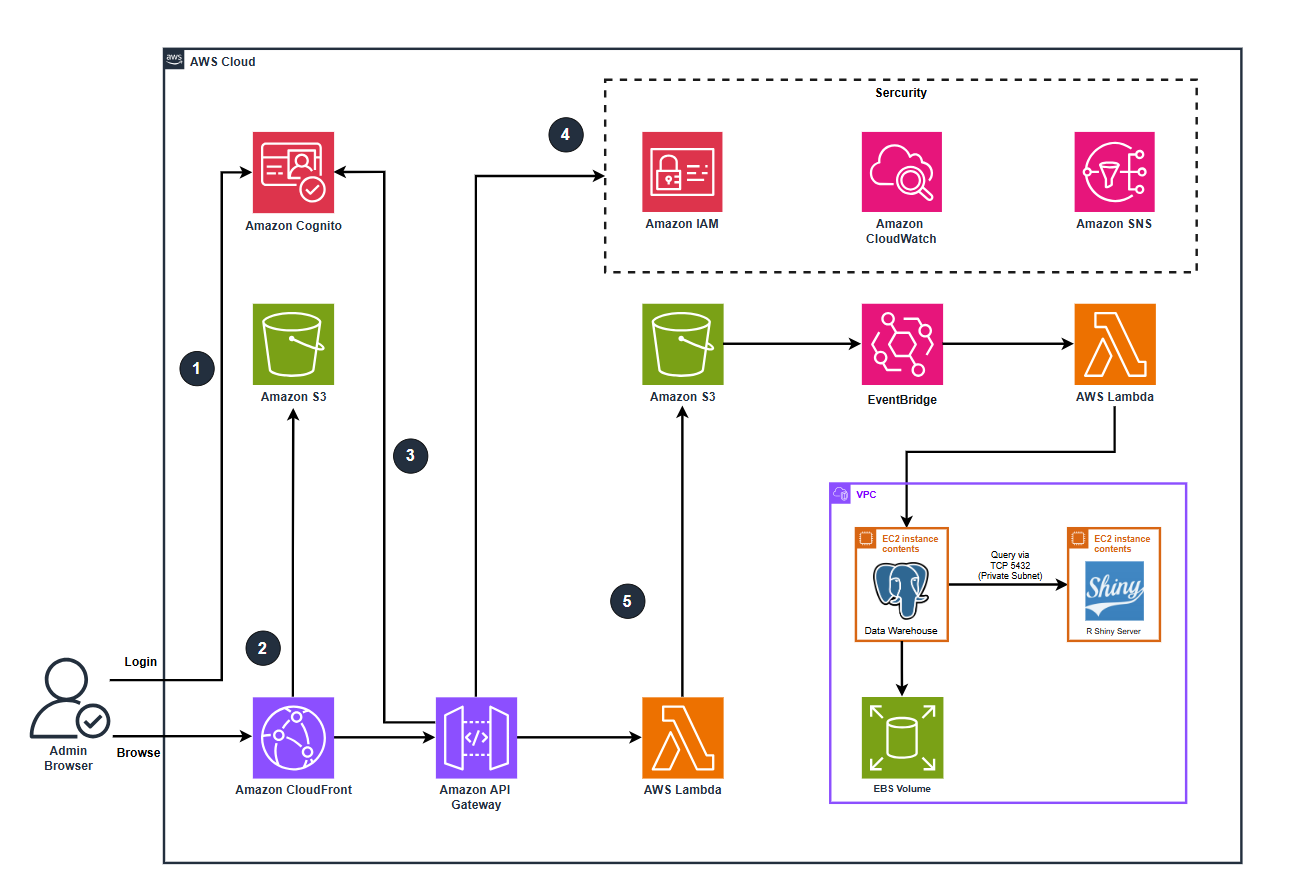 aws
AWS Cloud
Sercurity
4
Amazon Cognito
Amazon IAM
Amazon
CloudWatch
Amazon SNS
1
Amazon S3
Amazon S3
EventBridge
AWS Lambda
3
VPC
EC2 instance
contents
Data Warehouse
Query via
TCP 5432
(Private Subnet)
EC2 instance
contents
Shiny
R Shiny Server
5
2
Login
Admin
Browser
Browse
Amazon CloudFront
</>
Amazon API
Gateway
AWS Lambda
EBS Volume